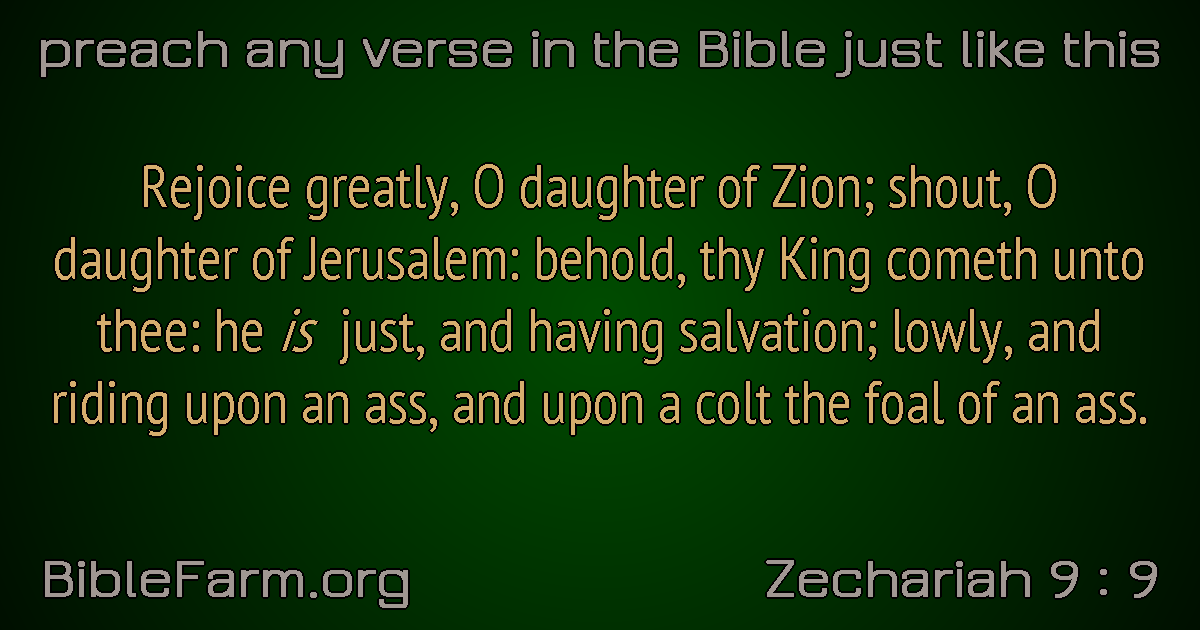 preach any verse in the Bible just like this
Rejoice greatly, O daughter of Zion; shout, O
daughter of Jerusalem: behold, thy King cometh unto
thee: he is just, and having salvation; lowly, and
riding upon an ass, and upon a colt the foal of an ass.
BibleFarm.org
Zechariah 9 : 9